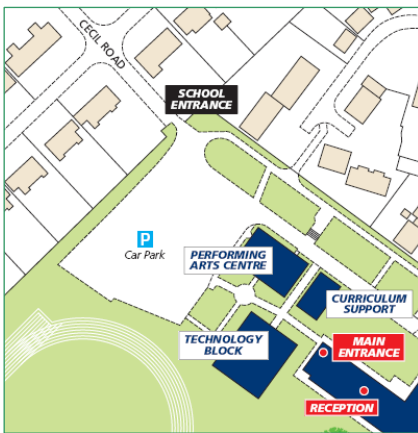 CECIL ROAD
SCHOOL
ENTRANCE
P
Car Park
PERFORMING
ARTS CENTRE
CURRICULUM
SUPPORT
TECHNOLOGY
BLOCK
MAIN
ENTRANCE
RECEPTION